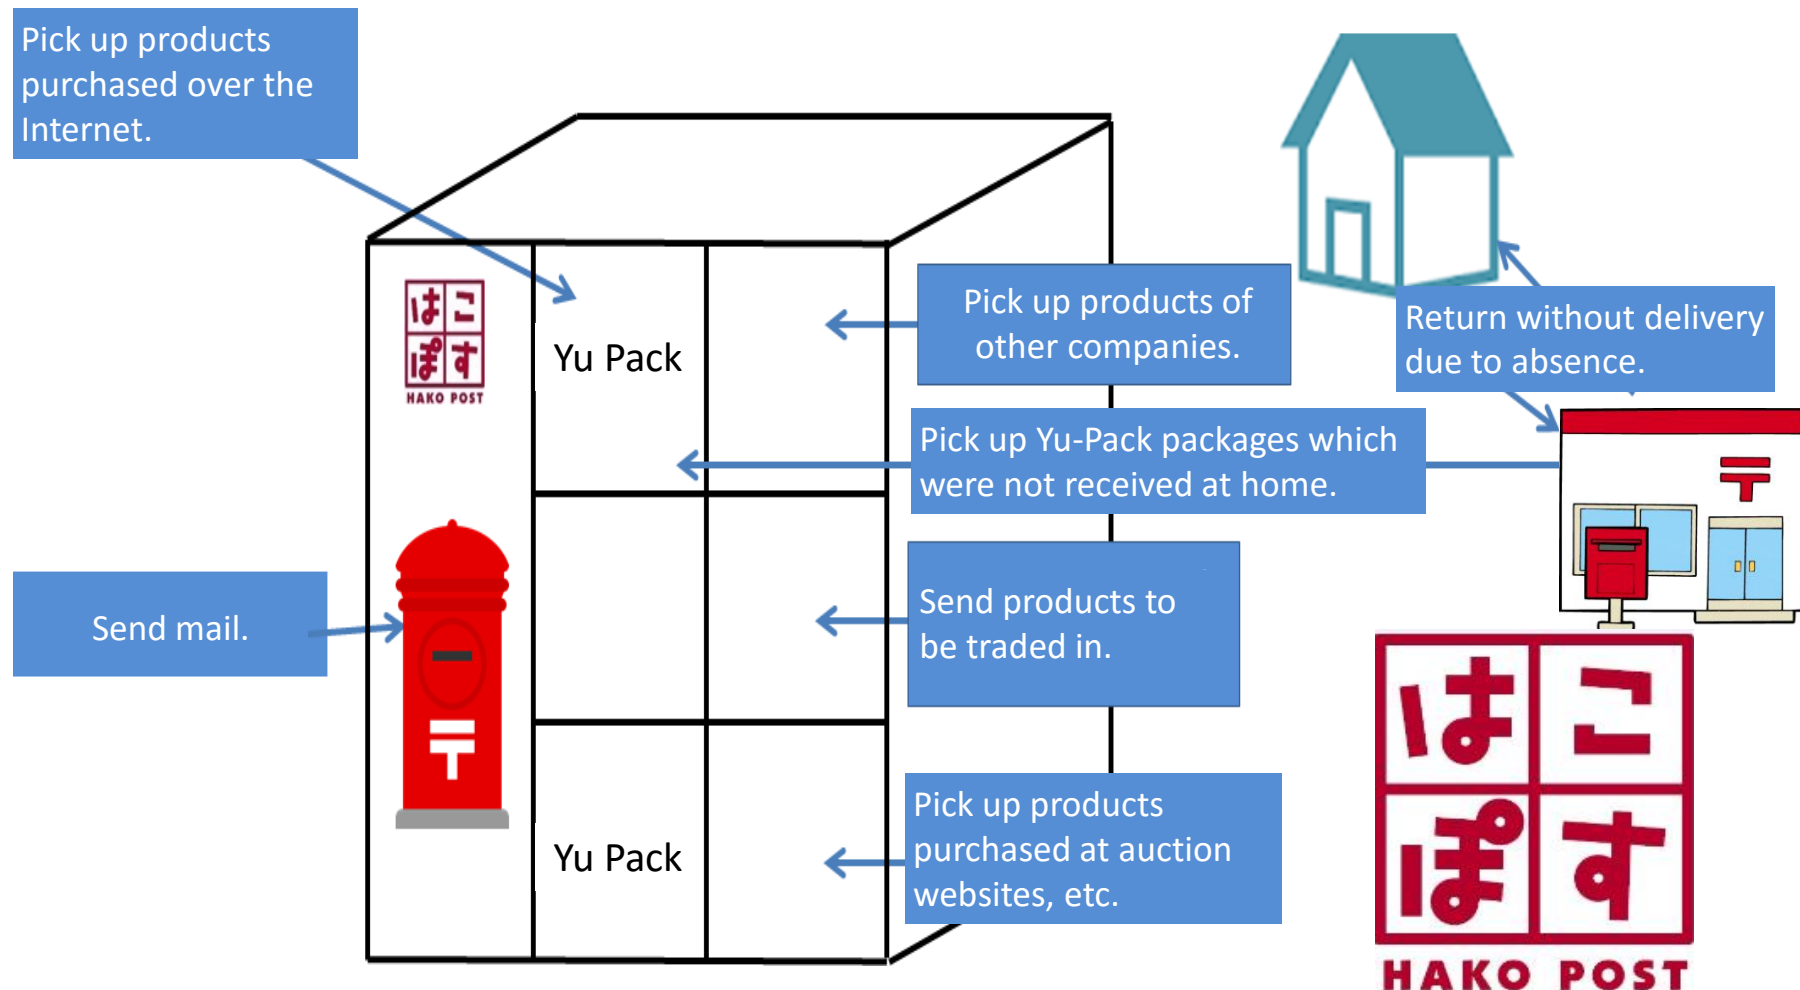 Pick up products
purchased over the
Internet.
はこ
ぽす
HAKO POST
Yu Pack
Pick up products of
other companies.
Return without delivery
due to absence.
Pick up Yu-Pack packages which
were not received at home.
〒
Send mail.
〒
Send products to
be traded in.
Yu Pack
Pick up products
purchased at auction
websites, etc.
はこ
ぽす
HAKO POST